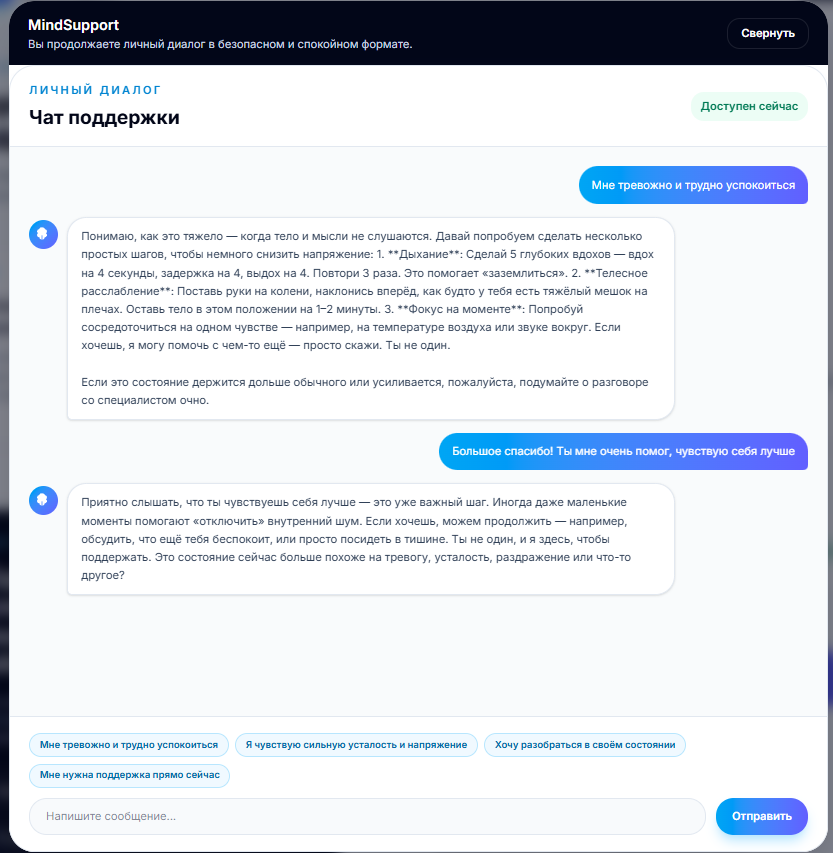 MindSupport
Вы продолжаете личный диалог в безопасном и спокойном формате.
Свернуть
ЛИЧНЫЙ ДИАЛОГ
Чат поддержки
Доступен сейчас
Мне тревожно и трудно успокоиться
Понимаю, как это тяжело — когда тело и мысли не слушаются. Давай попробуем сделать несколько
простых шагов, чтобы немного снизить напряжение: 1. **Дыхание**: Сделай 5 глубоких вдохов — вдох
на 4 секунды, задержка на 4, выдох на 4. Повтори 3 раза. Это помогает «заземлиться». 2. **Телесное
расслабление**: Поставь руки на колени, наклонись вперёд, как будто у тебя есть тяжёлый мешок на
плечах. Оставь тело в этом положении на 1–2 минуты. 3. **Фокус на моменте**: Попробуй
сосредоточиться на одном чувстве — например, на температуре воздуха или звуке вокруг. Если
хочешь, я могу помочь с чем-то ещё — просто скажи. Ты не один.
Если это состояние держится дольше обычного или усиливается, пожалуйста, подумайте о разговоре
со специалистом очно.
Большое спасибо! Ты мне очень помог, чувствую себя лучше
Приятно слышать, что ты чувствуешь себя лучше — это уже важный шаг. Иногда даже маленькие
моменты помогают «отключить» внутренний шум. Если хочешь, можем продолжить — например,
обсудить, что ещё тебя беспокоит, или просто посидеть в тишине. Ты не один, и я здесь, чтобы
поддержать. Это состояние сейчас больше похоже на тревогу, усталость, раздражение или что-то
другое?
Мне тревожно и трудно успокоиться
Я чувствую сильную усталость и напряжение
Хочу разобраться в своём состоянии
Мне нужна поддержка прямо сейчас
Напишите сообщение...
Отправить